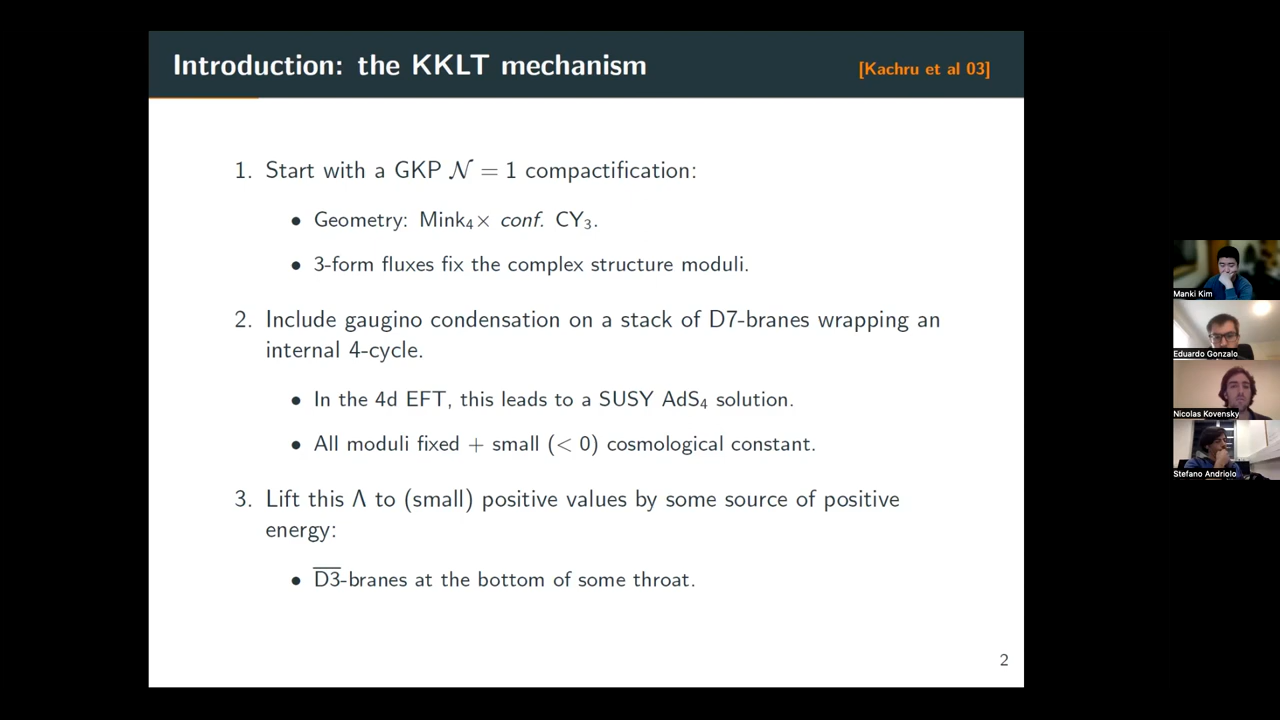 Introduction: the KKLT mechanism
[Kachru et al 03]
1. Start with a GKP 𝒩 = 1 compactification:
• Geometry: Mink₄× conf. CY₃.
• 3-form fluxes fix the complex structure moduli.
2. Include gaugino condensation on a stack of D7-branes wrapping an
internal 4-cycle.
• In the 4d EFT, this leads to a SUSY AdS₄ solution.
• All moduli fixed + small (< 0) cosmological constant.
3. Lift this Λ to (small) positive values by some source of positive
energy:
• D̅3̅-branes at the bottom of some throat.
2
Manki Kim
Eduardo Gonzalo
Nicolas Kovensky
Stefano Andriolo